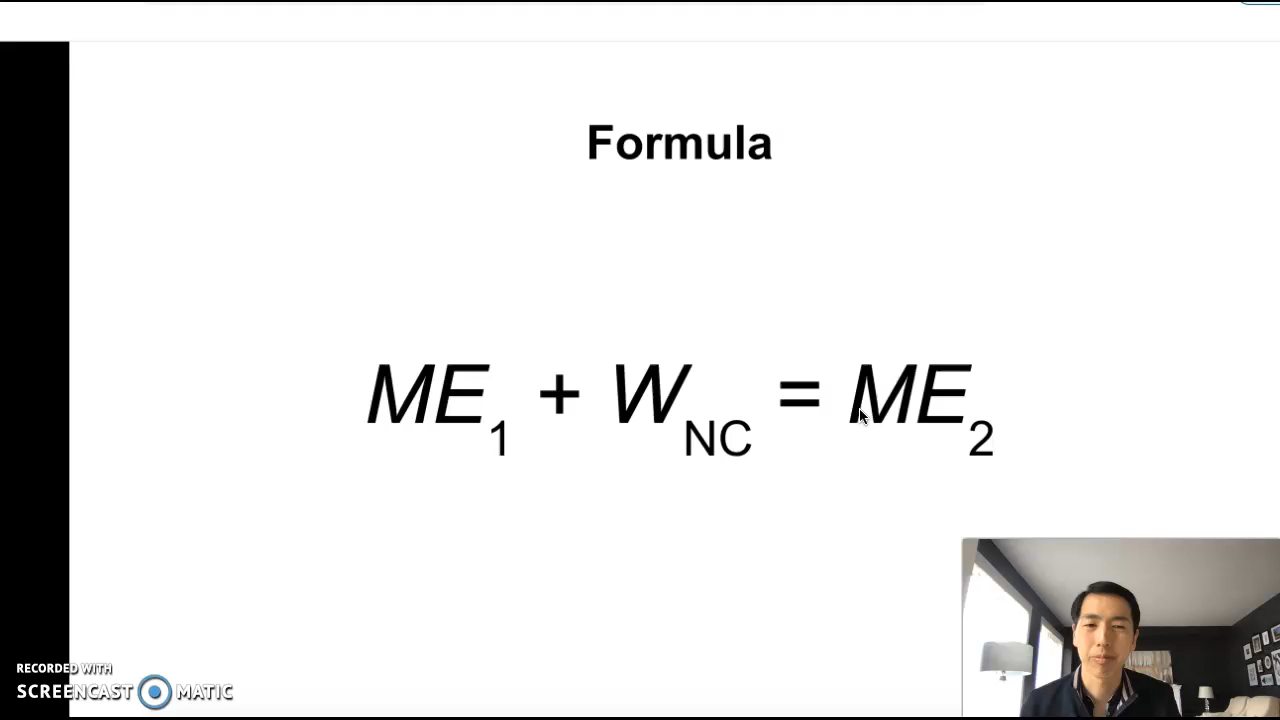 Formula
ME1 + WNC = ME2
RECORDED WITH
SCREENCAST MATIC